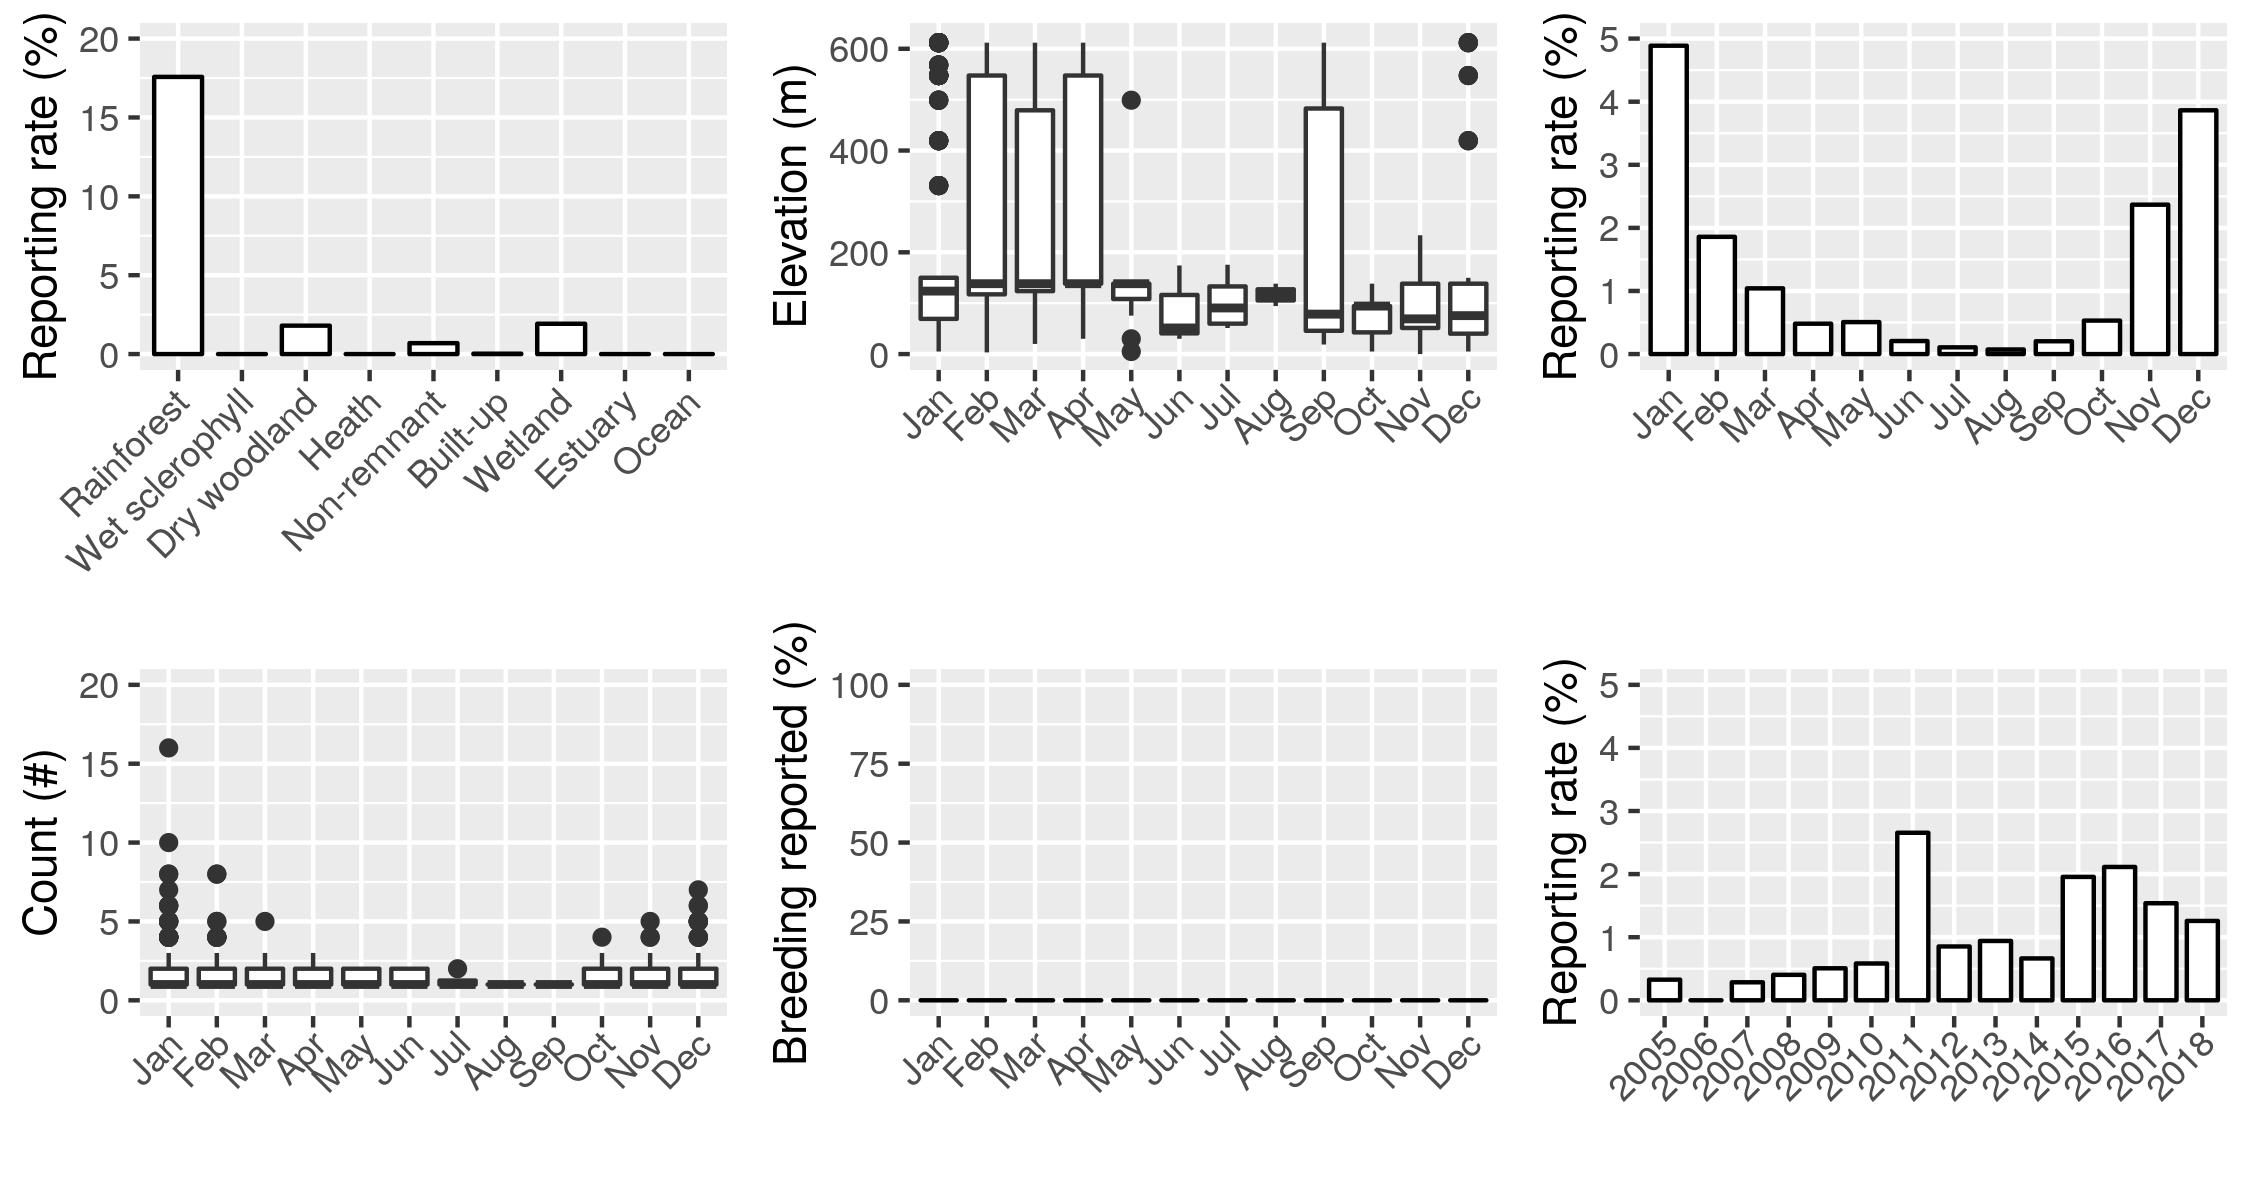 Reporting rate (%)
20
15
10
5
0
Rainforest
Wet sclerophyll
Dry woodland
Heath
Non-remnant
Built-up
Wetland
Estuary
Ocean
Elevation (m)
600
400
200
0
Jan
Feb
Mar
Apr
May
Jun
Jul
Aug
Sep
Oct
Nov
Dec
Reporting rate (%)
5
4
3
2
1
0
Jan
Feb
Mar
Apr
May
Jun
Jul
Aug
Sep
Oct
Nov
Dec
Count (#)
20
15
10
5
0
Jan
Feb
Mar
Apr
May
Jun
Jul
Aug
Sep
Oct
Nov
Dec
Breeding reported (%)
100
75
50
25
0
Jan
Feb
Mar
Apr
May
Jun
Jul
Aug
Sep
Oct
Nov
Dec
Reporting rate (%)
5
4
3
2
1
0
2005
2006
2007
2008
2009
2010
2011
2012
2013
2014
2015
2016
2017
2018